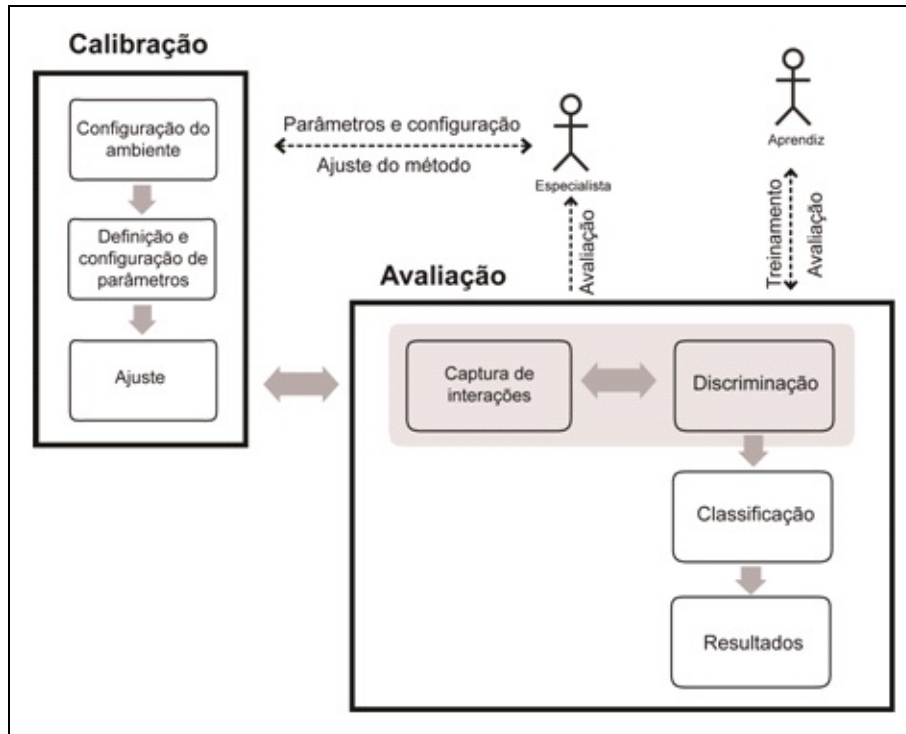 Calibração
Configuração do
ambiente
Definição e
configuração de
parâmetros
Ajuste
Parâmetros e configuração
Ajuste do método
Especialista
Avaliação
Aprendiz
Treinamento
Avaliação
Avaliação
Captura de
interações
Discriminação
Classificação
Resultados